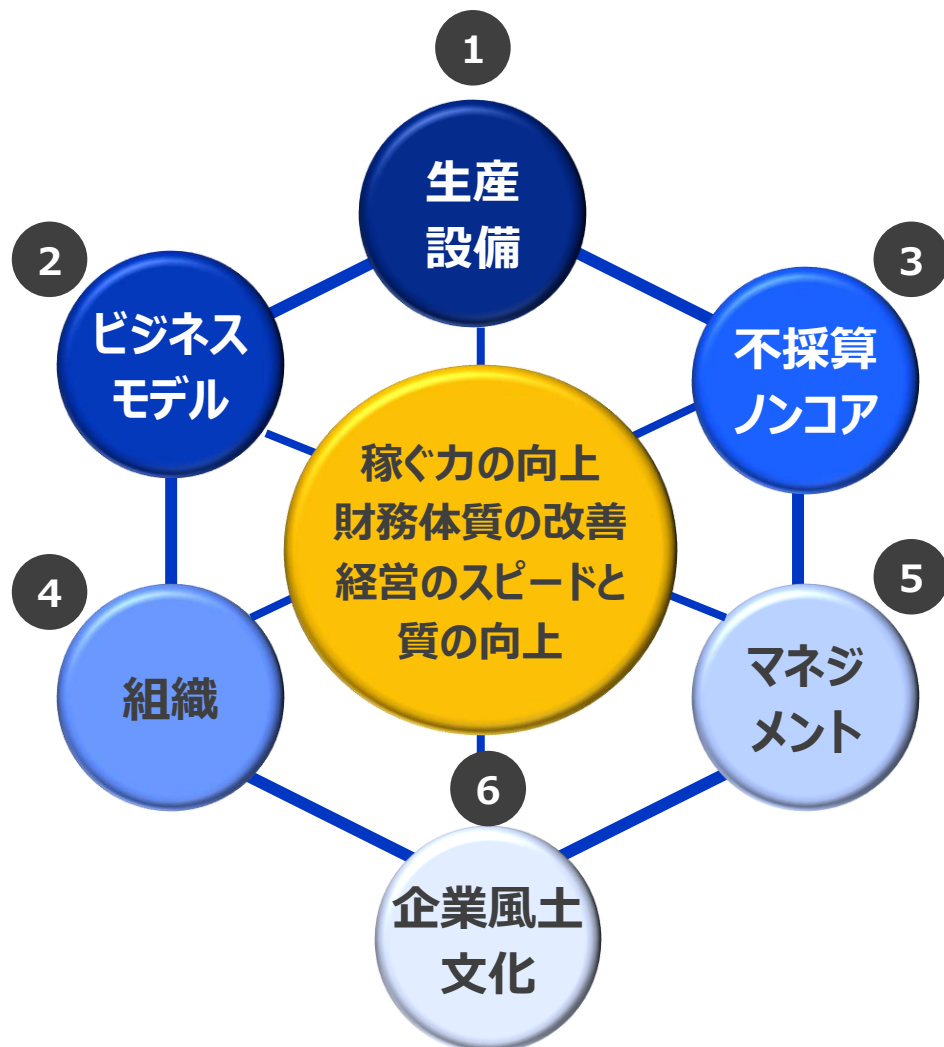 1
生産
設備
2
ビジネス
モデル
3
不採算
ノンコア
稼ぐ力の向上
財務体質の改善
経営のスピードと
質の向上
4
組織
5
マネジ
メント
6
企業風土
文化